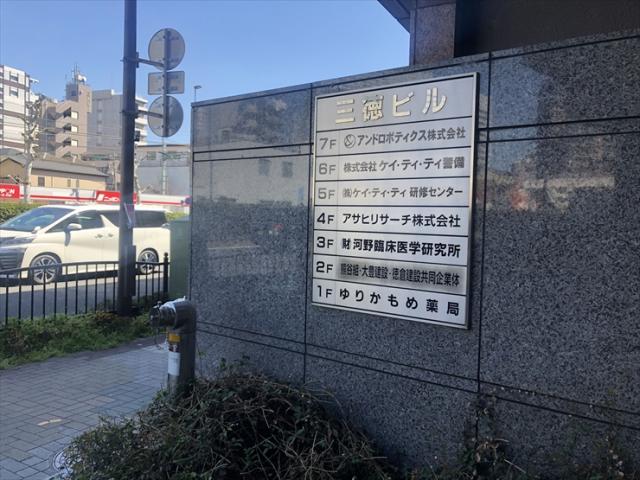 三徳ビル
7F アンドロボティクス株式会社
6F 株式会社 ケイ・ティ・ティ警備
5F ㈱ケイ・ティ・ティ 研修センター
4F アサヒリサーチ株式会社
3F 財河野臨床医学研究所
2F 熊谷組・大豊建設・徳倉建設共同企業体
1F ゆりかもめ薬局